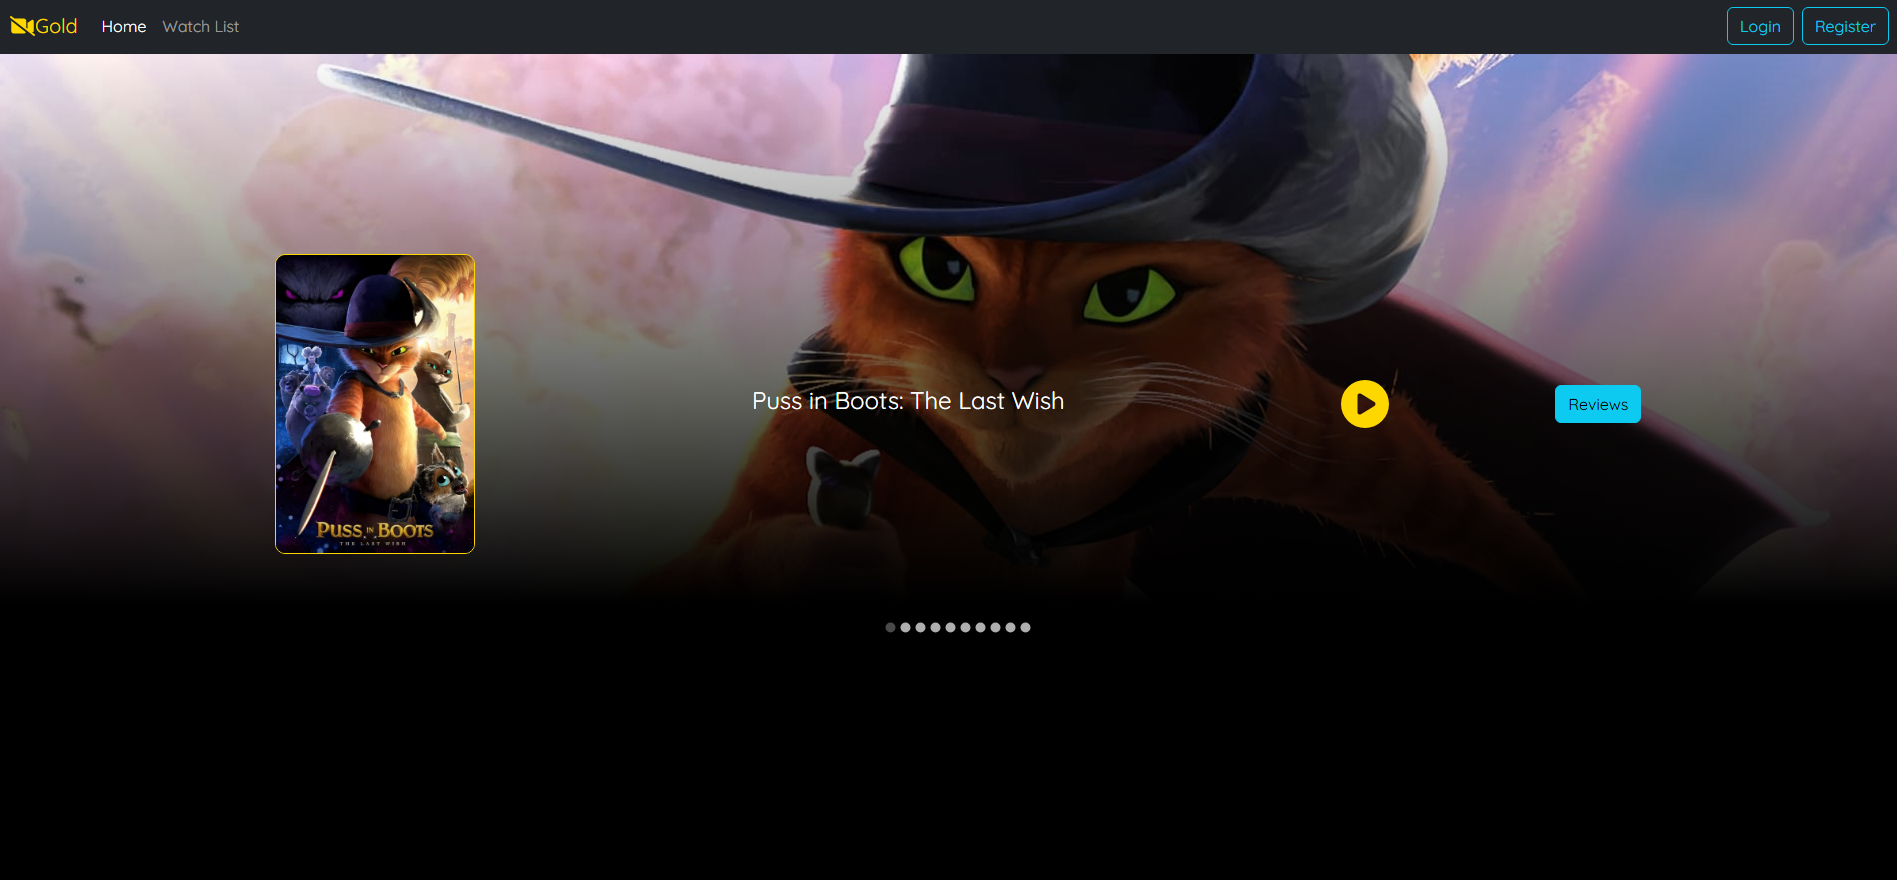 Gold
Home
Watch List
Login
Register
Puss in Boots: The Last Wish
Reviews
PUSS IN BOOTS
THE LAST WISH